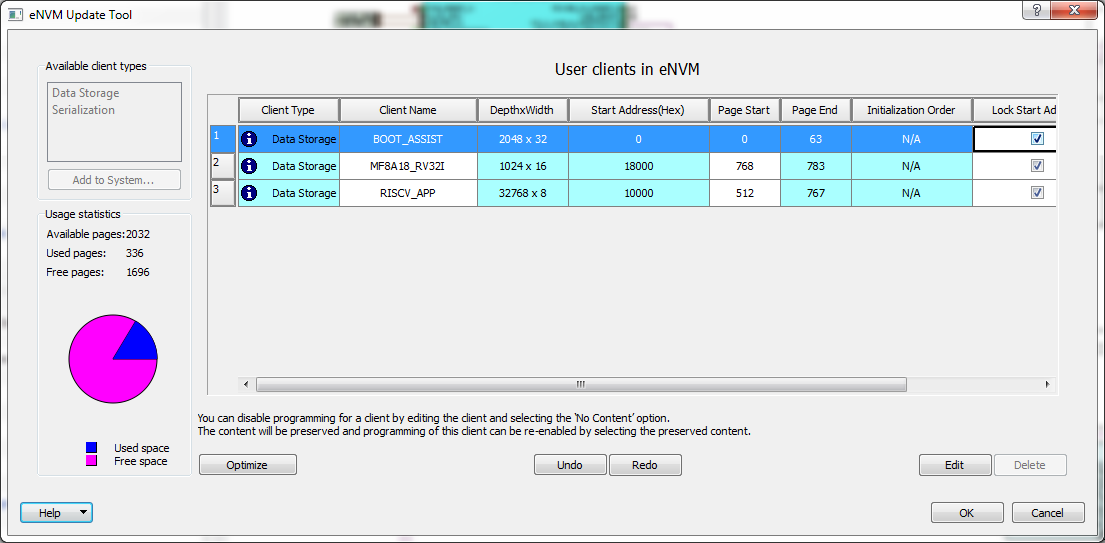 eNVM Update Tool
Available client types
Data Storage
Serialization
Add to System...
Usage statistics
Available pages:2032
Used pages: 336
Free pages: 1696
Used space
Free space
User clients in eNVM
Client Type Client Name DepthxWidth Start Address(Hex) Page Start Page End Initialization Order Lock Start Ad
1 Data Storage BOOT_ASSIST 2048 x 32 0 0 63 N/A
2 Data Storage MF8A18_RV32I 1024 x 16 18000 768 783 N/A
3 Data Storage RISCV_APP 32768 x 8 10000 512 767 N/A
You can disable programming for a client by editing the client and selecting the 'No Content' option.
The content will be preserved and programming of this client can be re-enabled by selecting the preserved content.
Optimize Undo Redo Edit Delete
Help OK Cancel